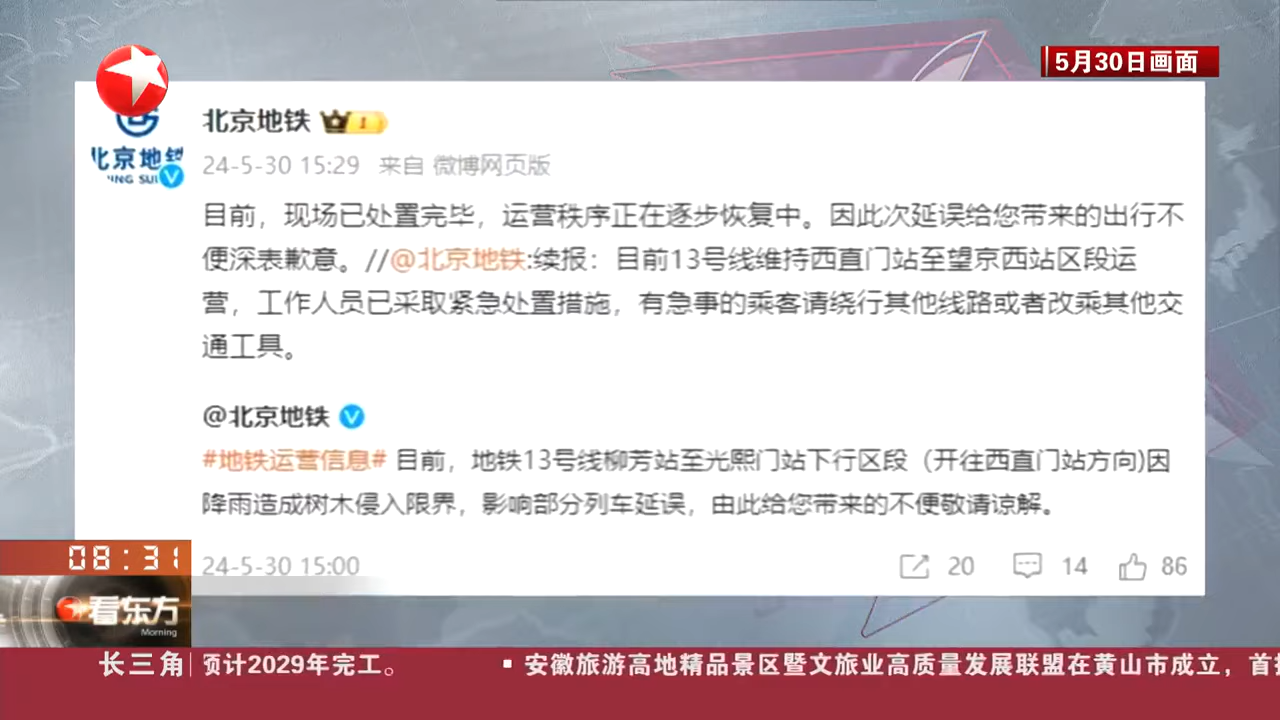 5月30日画面
北京地铁 1
24-5-30 15:29 来自 微博网页版
北京地铁
目前，现场已处置完毕，运营秩序正在逐步恢复中。因此次延误给您带来的出行不
便深表歉意。//@北京地铁:续报：目前13号线维持西直门站至望京西站区段运
营，工作人员已采取紧急处置措施，有急事的乘客请绕行其他线路或者改乘其他交
通工具。
@北京地铁
#地铁运营信息# 目前，地铁13号线柳芳站至光熙门站下行区段（开往西直门站方向)因
降雨造成树木侵入限界，影响部分列车延误，由此给您带来的不便敬请谅解。
24-5-30 15:00
20 14 86
08:31
看东方
Morning
长三角 预计2029年完工。 ▪ 安徽旅游高地精品景区暨文旅业高质量发展联盟在黄山市成立，首